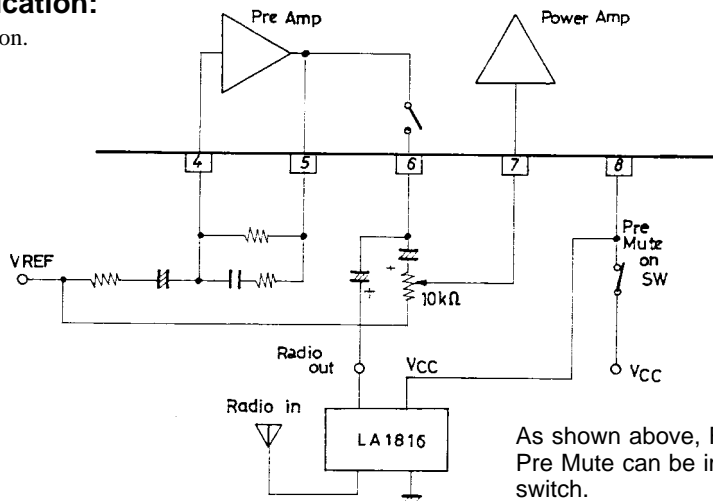 ication:
on.
Pre Amp
Power Amp
4
5
6
7
8
Pre
Mute
on
SW
VREF
+
+
10kΩ
Radio
out
VCC
VCC
Radio in
LA1816
As shown above,
Pre Mute can be
switch.